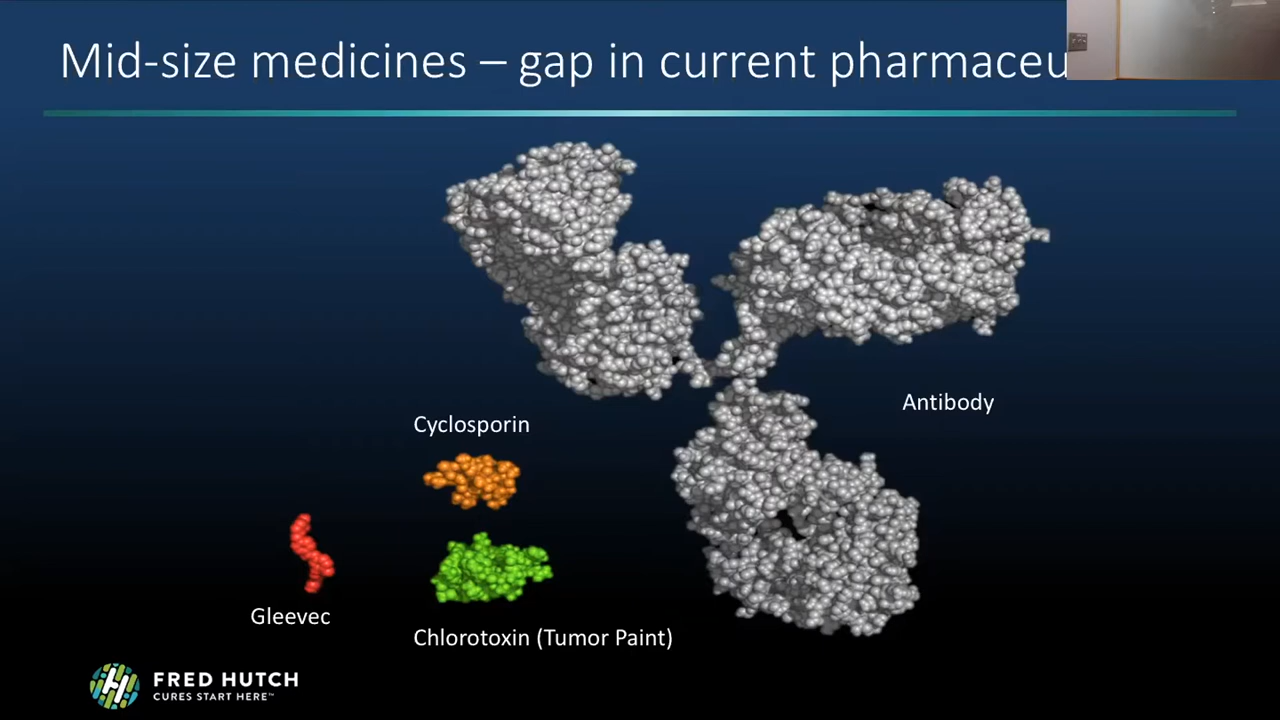 Mid-size medicines – gap in current pharmaceu
Antibody
Cyclosporin
Gleevec
Chlorotoxin (Tumor Paint)
FRED HUTCH
CURES START HERE™